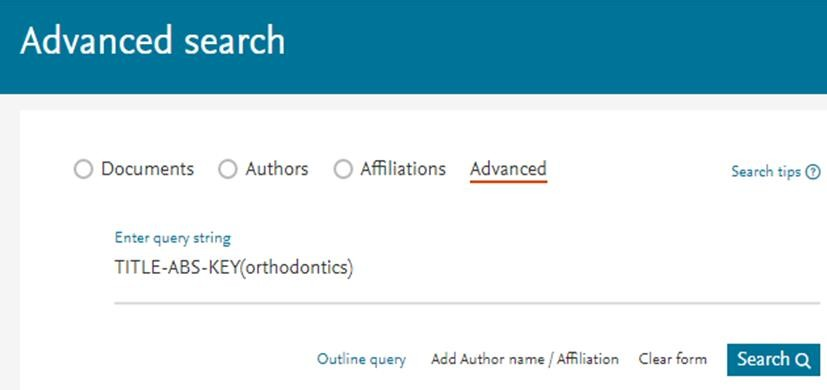 Advanced search
Documents Authors Affiliations Advanced Search tips ?
Enter query string
TITLE-ABS-KEY(orthodontics)
Outline query Add Author name / Affiliation Clear form Search